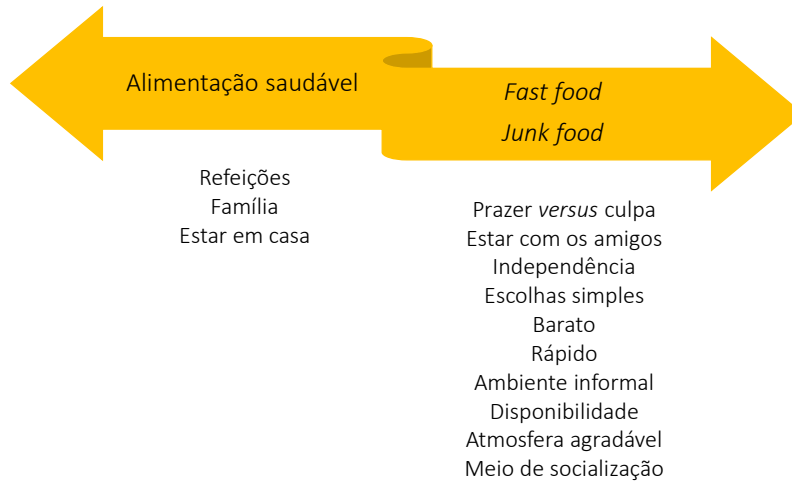 Alimentação saudável
Refeições
Família
Estar em casa
Fast food
Junk food
Prazer versus culpa
Estar com os amigos
Independência
Escolhas simples
Barato
Rápido
Ambiente informal
Disponibilidade
Atmosfera agradável
Meio de socialização